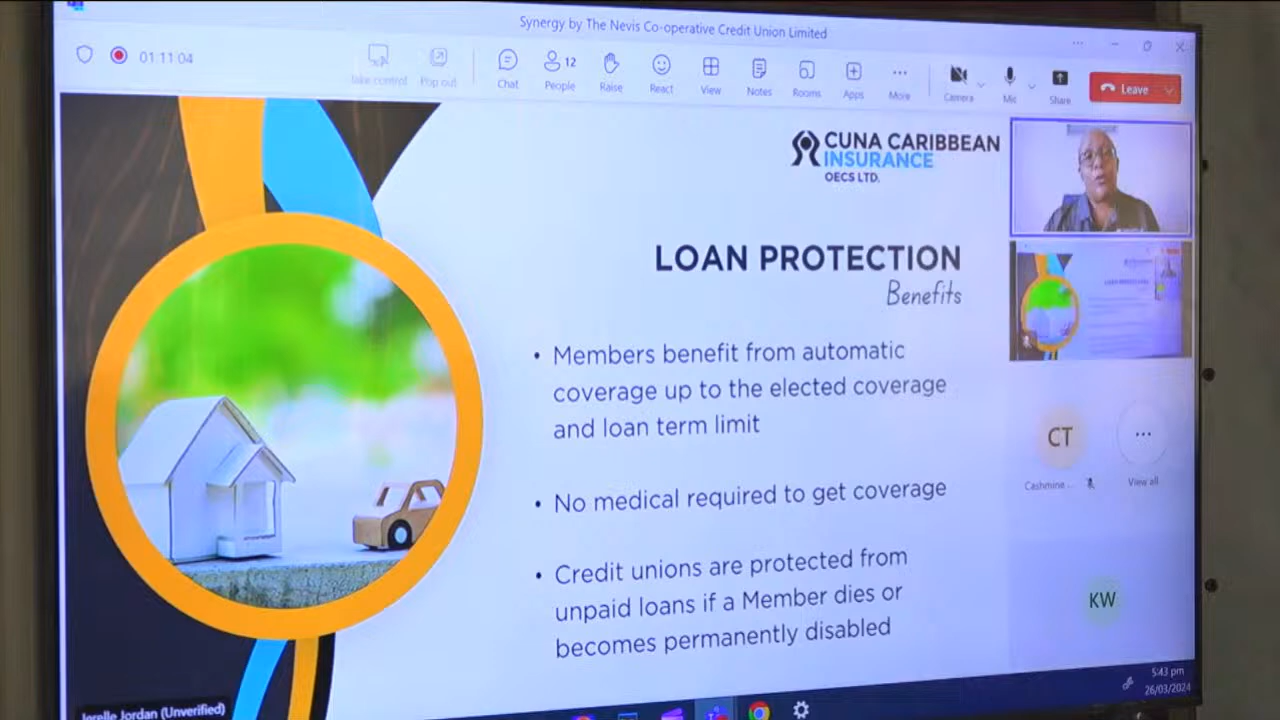 Synergy by The Nevis Co-operative Credit Union Limited
01:11:04
Take control
Pop out
Chat
People
12
Raise
React
View
Notes
Rooms
Apps
More
Camera
Mic
Share
Leave
CUNA CARIBBEAN
INSURANCE
OECS LTD.
LOAN PROTECTION
Benefits
• Members benefit from automatic
coverage up to the elected coverage
and loan term limit
• No medical required to get coverage
• Credit unions are protected from
unpaid loans if a Member dies or
becomes permanently disabled
CT
Cashmine ...
View all
KW
Jerelle Jordan (Unverified)
5:43 pm
26/03/2024